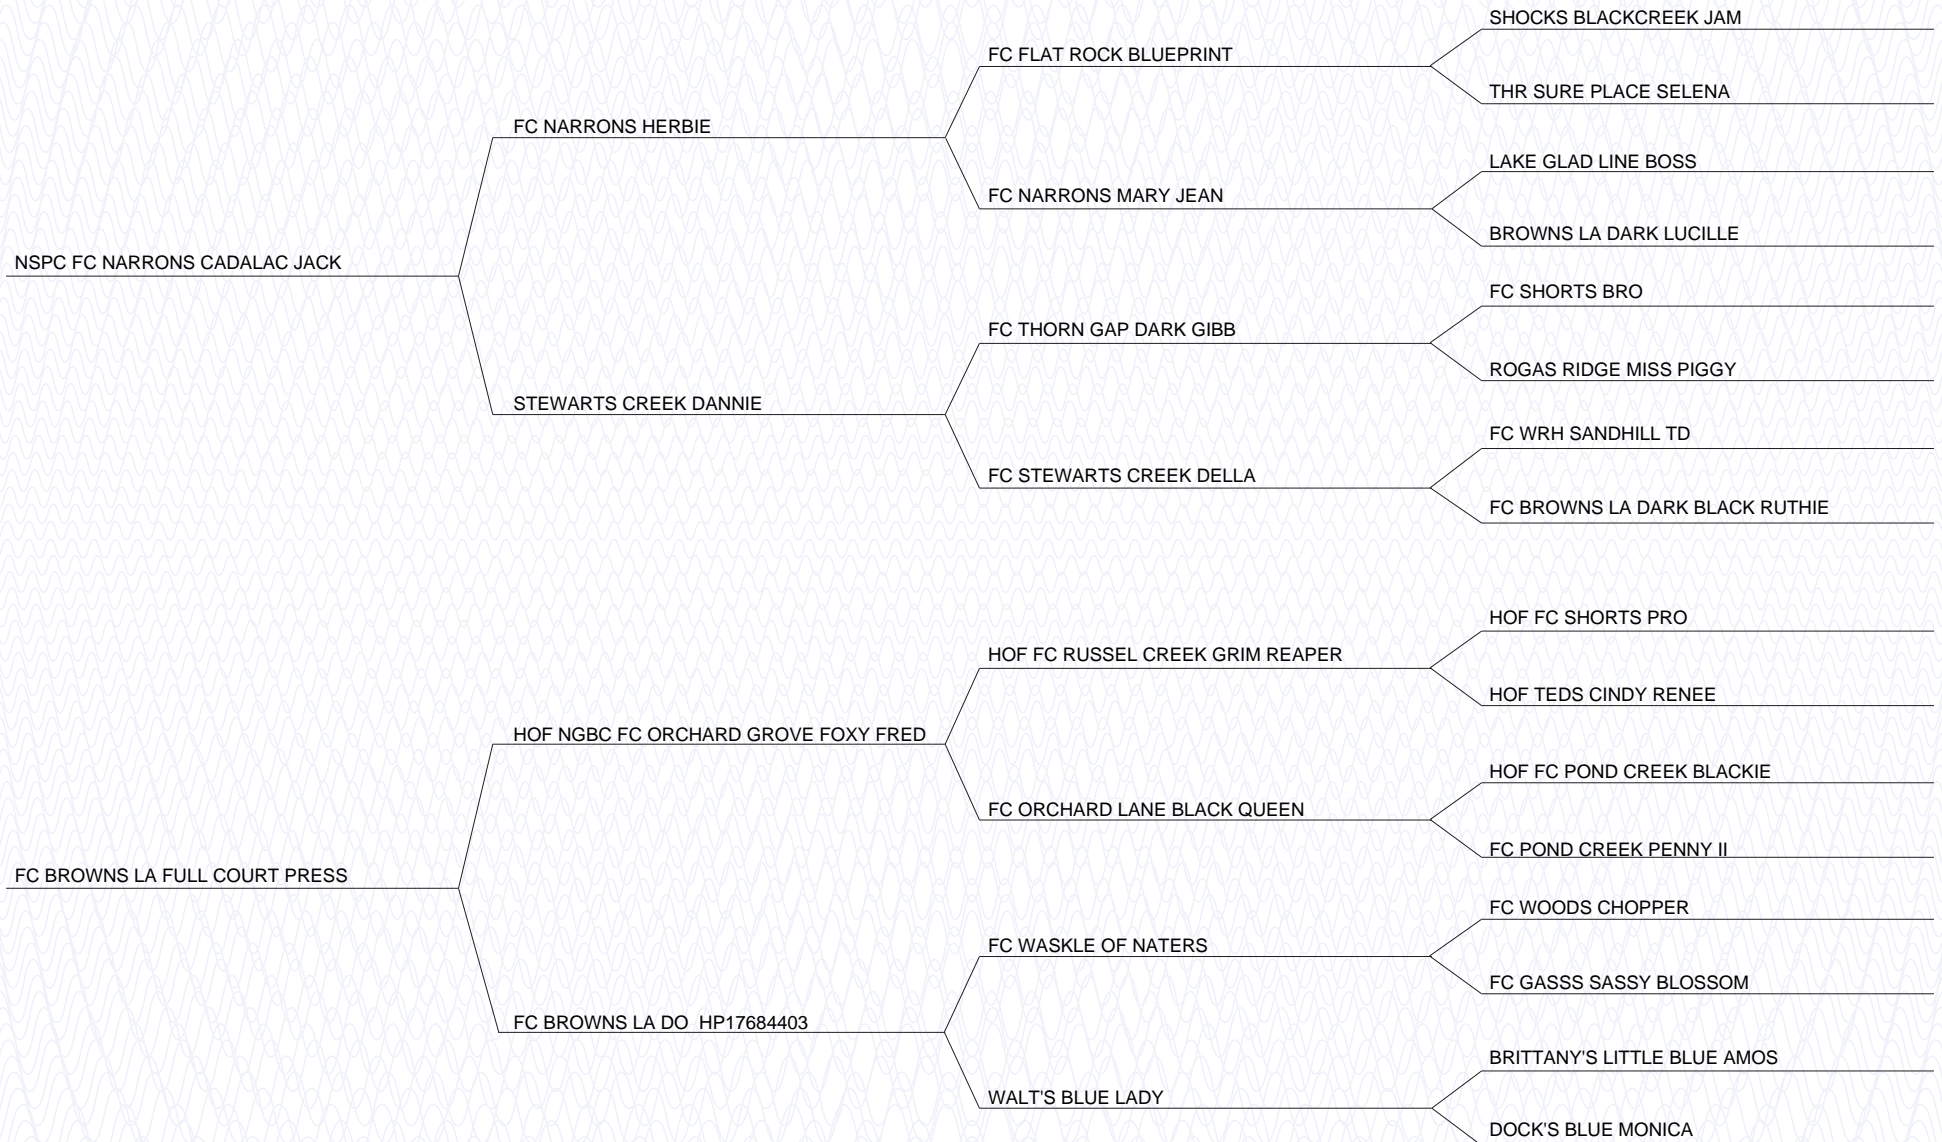 SHOCKS BLACKCREEK JAM
FC FLAT ROCK BLUEPRINT
THR SURE PLACE SELENA
FC NARRONS HERBIE
LAKE GLAD LINE BOSS
FC NARRONS MARY JEAN
BROWNS LA DARK LUCILLE
NSPC FC NARRONS CADALAC JACK
FC SHORTS BRO
FC THORN GAP DARK GIBB
ROGAS RIDGE MISS PIGGY
STEWARTS CREEK DANNIE
FC WRH SANDHILL TD
FC STEWARTS CREEK DELLA
FC BROWNS LA DARK BLACK RUTHIE
HOF FC SHORTS PRO
HOF FC RUSSEL CREEK GRIM REAPER
HOF TEDS CINDY RENEE
HOF NGBC FC ORCHARD GROVE FOXY FRED
HOF FC POND CREEK BLACKIE
FC ORCHARD LANE BLACK QUEEN
FC POND CREEK PENNY II
FC BROWNS LA FULL COURT PRESS
FC WOODS CHOPPER
FC WASKLE OF NATERS
FC GASSS SASSY BLOSSOM
FC BROWNS LA DO  HP17684403
BRITTANY'S LITTLE BLUE AMOS
WALT'S BLUE LADY
DOCK'S BLUE MONICA